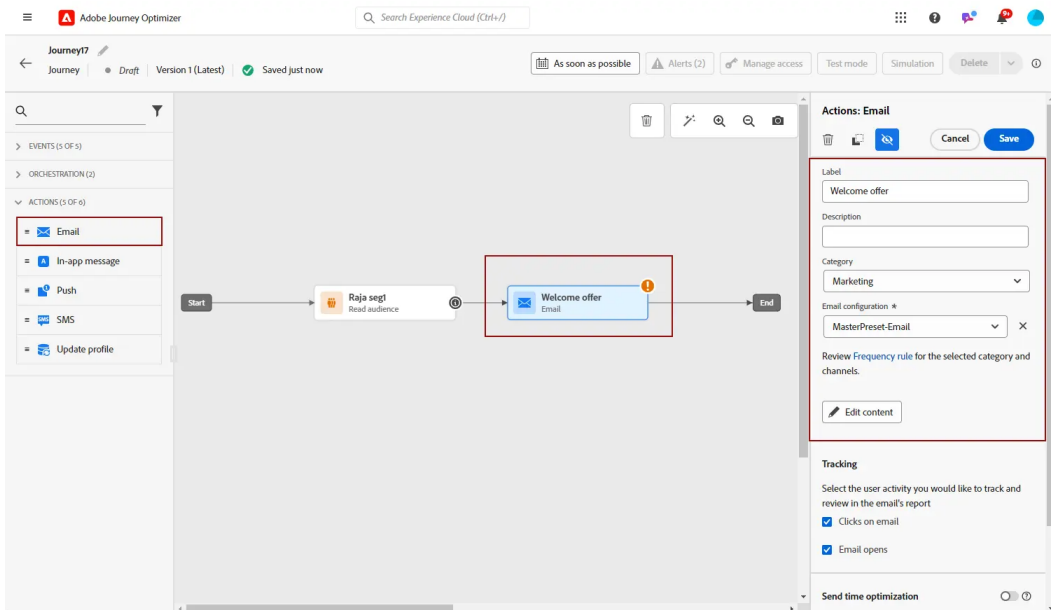 Adobe Journey Optimizer
Search Experience Cloud (Ctrl+/)
9+
Journey17
Journey
Draft
Version 1 (Latest)
Saved just now
As soon as possible
Alerts (2)
Manage access
Test mode
Simulation
Delete
EVENTS (5 OF 5)
ORCHESTRATION (2)
ACTIONS (5 OF 6)
Email
In-app message
Push
SMS
SMS
Update profile
Start
Raja seg1
Read audience
Welcome offer
Email
End
Actions: Email
Cancel
Save
Label
Welcome offer
Description
Category
Marketing
Email configuration *
MasterPreset-Email
Review Frequency rule for the selected category and
channels.
Edit content
Tracking
Select the user activity you would like to track and
review in the email's report
Clicks on email
Email opens
Send time optimization